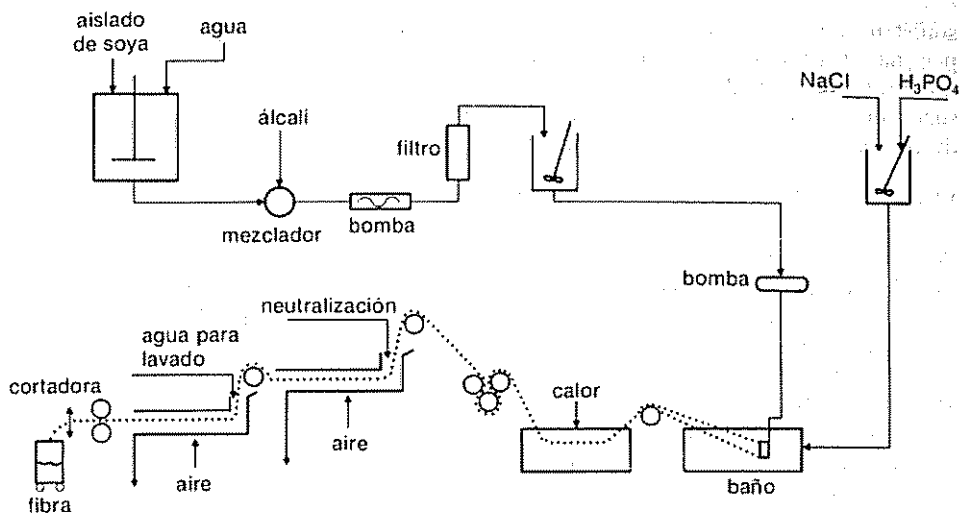 aislado
de soya
agua
álcali
mezclador
bomba
filtro
NaCl
H₃PO₄
bomba
neutralización
agua para
lavado
cortadora
fibra
aire
aire
calor
baño